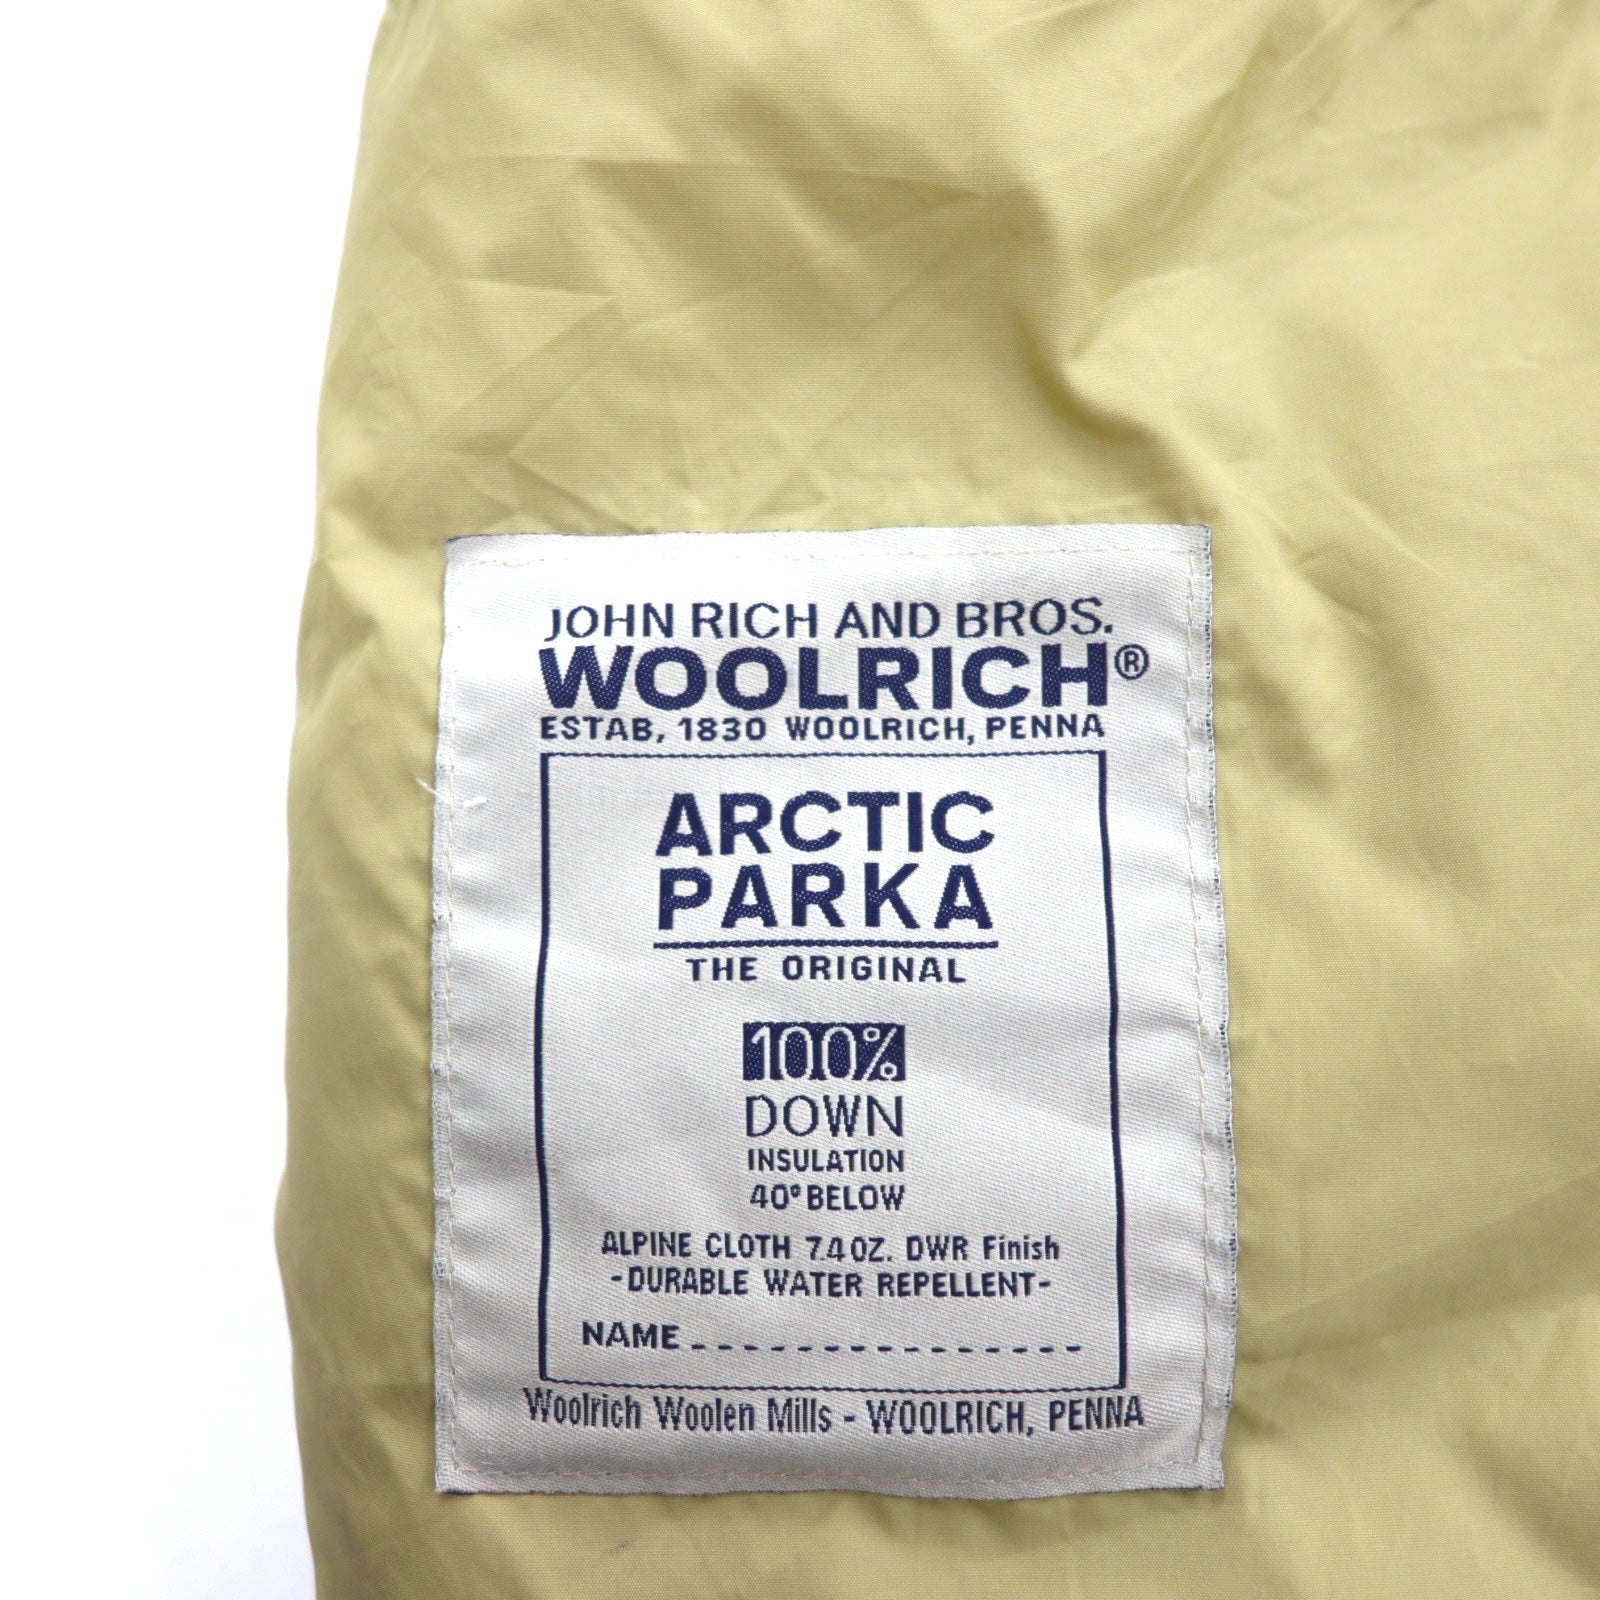 JOHN RICH AND BROS.
WOOLRICH®
ESTAB, 1830 WOOLRICH, PENNA
ARCTIC
PARKA
THE ORIGINAL
100%
DOWN
INSULATION
40° BELOW
ALPINE CLOTH 7.4 OZ. DWR Finish
-DURABLE WATER REPELLENT-
NAME_______________
Woolrich Woolen Mills - WOOLRICH, PENNA